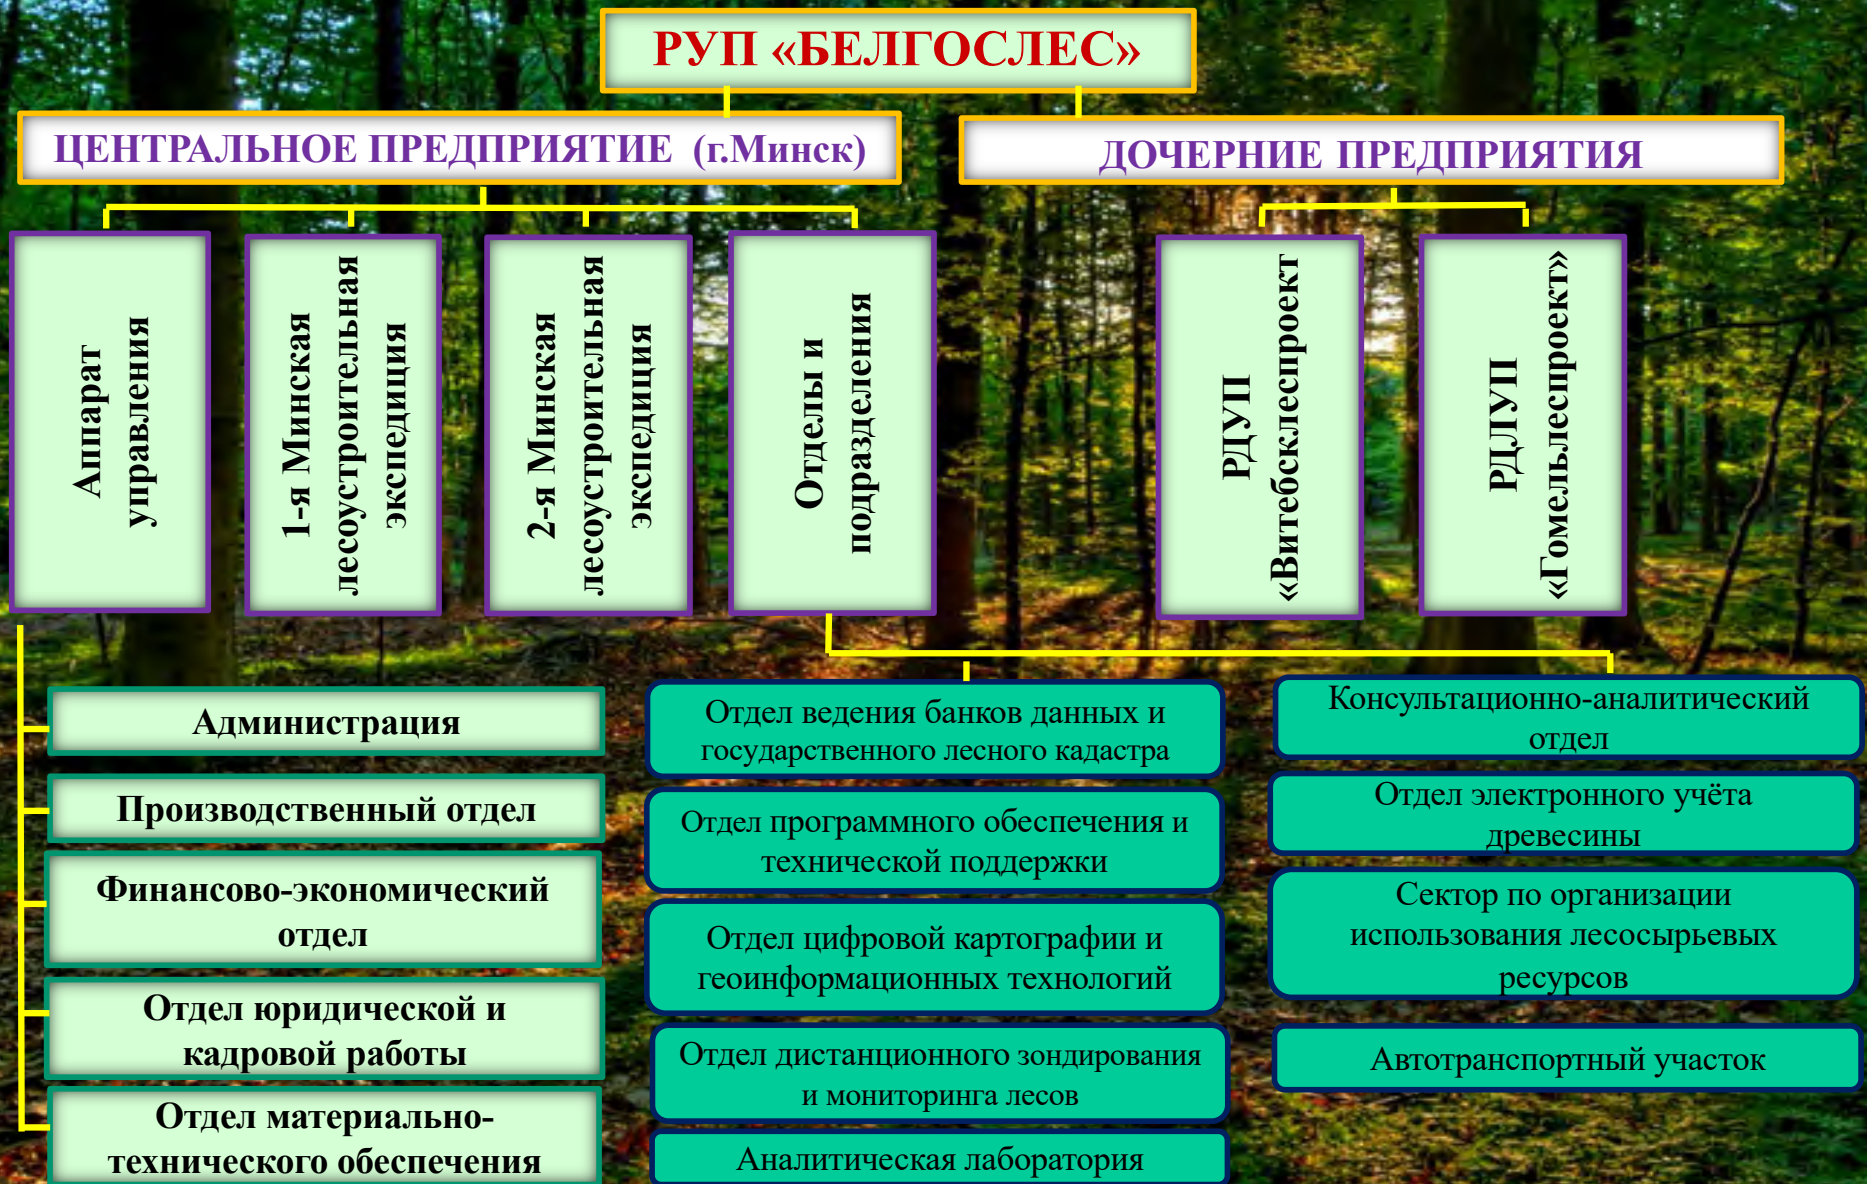 РУП «БЕЛГОСЛЕС»
ЦЕНТРАЛЬНОЕ ПРЕДПРИЯТИЕ (г.Минск)
ДОЧЕРНИЕ ПРЕДПРИЯТИЯ
Аппарат
управления
1-я Минская
лесоустроительная
экспедиция
2-я Минская
лесоустроительная
экспедиция
Отделы и
подразделения
РДУП
«Витебсклеспроект
РДЛУП
«Гомельлеспроект»
Администрация
Производственный отдел
Финансово-экономический
отдел
Отдел юридической и
кадровой работы
Отдел материально-
технического обеспечения
Отдел ведения банков данных и
государственного лесного кадастра
Отдел программного обеспечения и
технической поддержки
Отдел цифровой картографии и
геоинформационных технологий
Отдел дистанционного зондирования
и мониторинга лесов
Аналитическая лаборатория
Консультационно-аналитический
отдел
Отдел электронного учёта
древесины
Сектор по организации
использования лесосырьевых
ресурсов
Автотранспортный участок